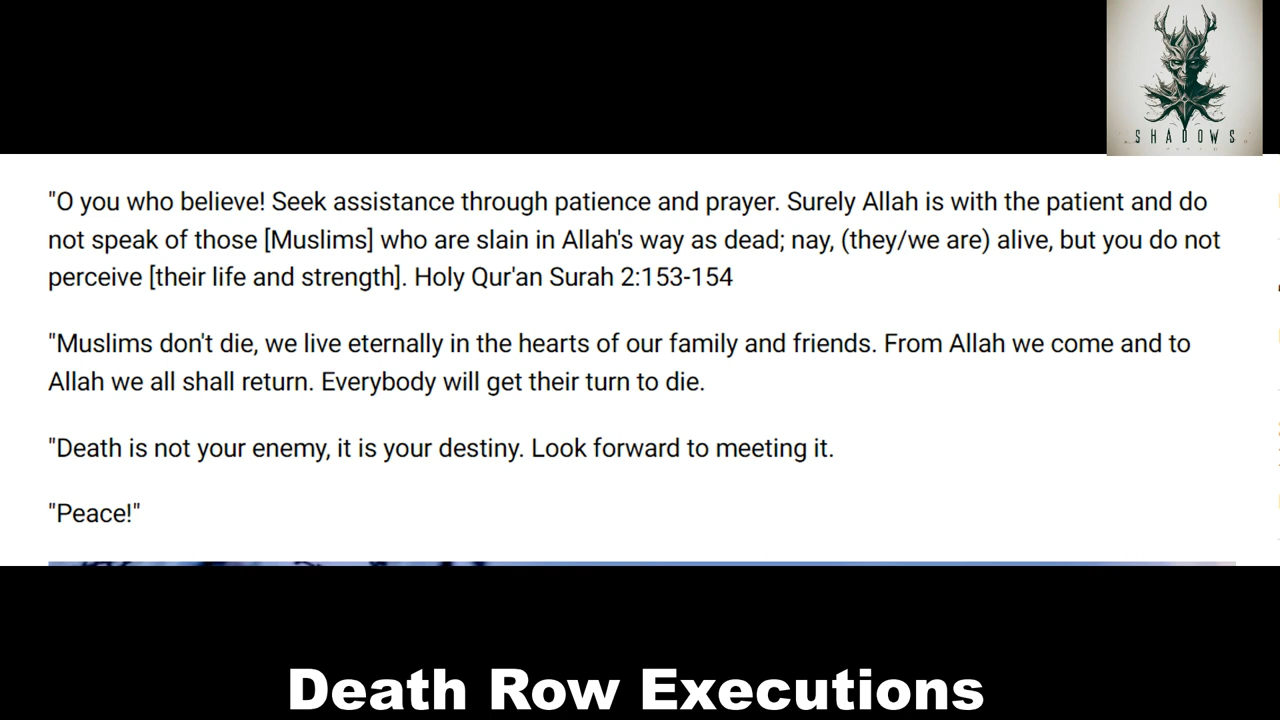 SHADOWS
"O you who believe! Seek assistance through patience and prayer. Surely Allah is with the patient and do
not speak of those [Muslims] who are slain in Allah's way as dead; nay, (they/we are) alive, but you do not
perceive [their life and strength]. Holy Qur'an Surah 2:153-154
"Muslims don't die, we live eternally in the hearts of our family and friends. From Allah we come and to
Allah we all shall return. Everybody will get their turn to die.
"Death is not your enemy, it is your destiny. Look forward to meeting it.
"Peace!"
Death Row Executions